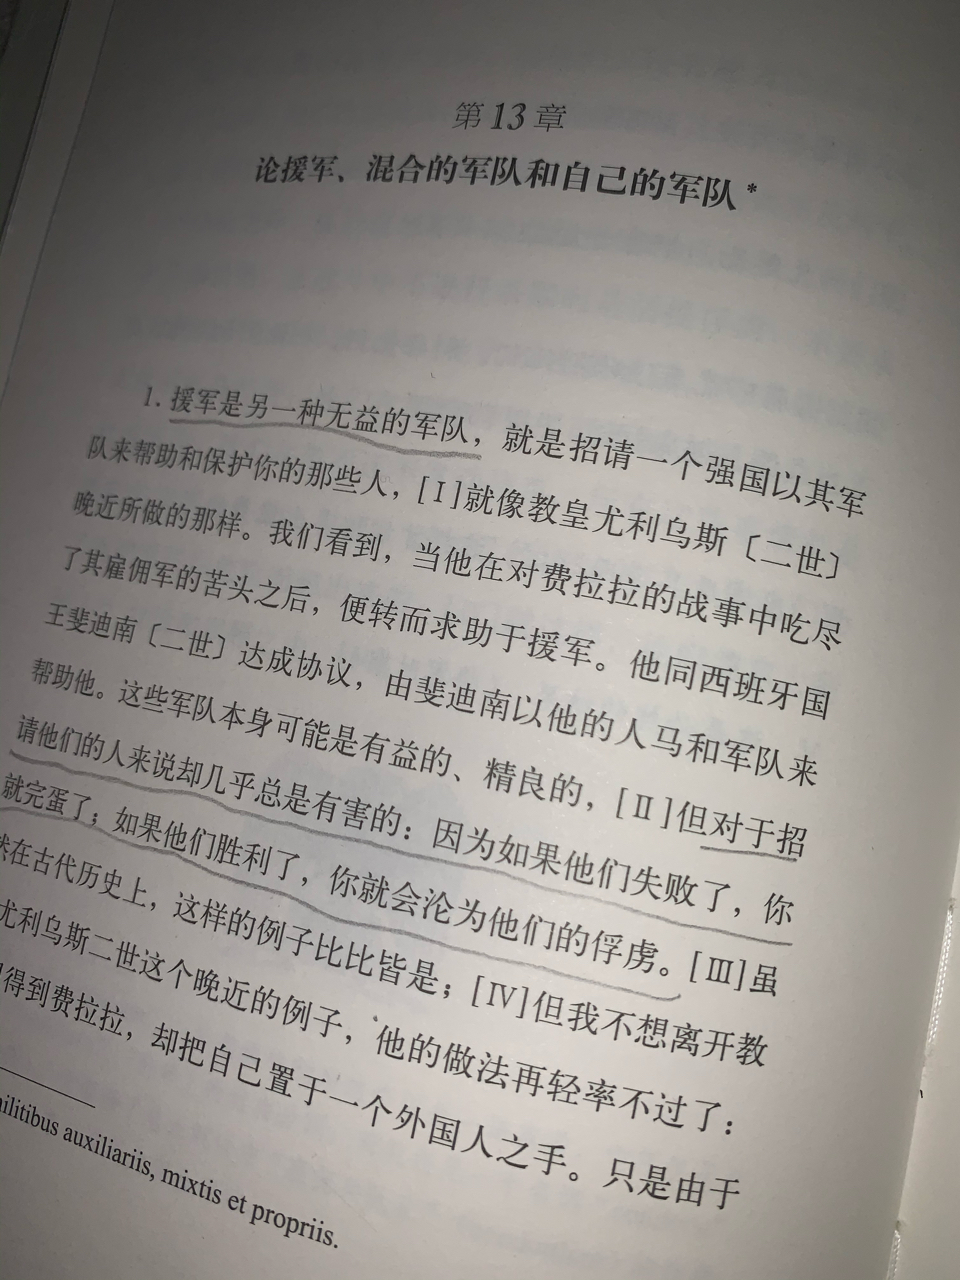 第13章
论援军、混合的军队和自己的军队*
1. 援军是另一种无益的军队，就是招请一个强国以其军
队来帮助和保护你的那些人，[Ⅰ]就像教皇尤利乌斯〔二世〕
晚近所做的那样。我们看到，当他在对费拉拉的战事中吃尽
了其雇佣军的苦头之后，便转而求助于援军。他同西班牙国
王斐迪南〔二世〕达成协议，由斐迪南以他的人马和军队来
帮助他。这些军队本身可能是有益的、精良的，[Ⅱ]但对于招
请他们的人来说却几乎总是有害的：因为如果他们失败了，你
就完蛋了；如果他们胜利了，你就会沦为他们的俘虏。[Ⅲ]虽
然在古代历史上，这样的例子比比皆是；[Ⅳ]但我不想离开教
尤利乌斯二世这个晚近的例子，他的做法再轻率不过了：
得到费拉拉，却把自己置于一个外国人之手。只是由于
militibus auxiliariis, mixtis et propriis.